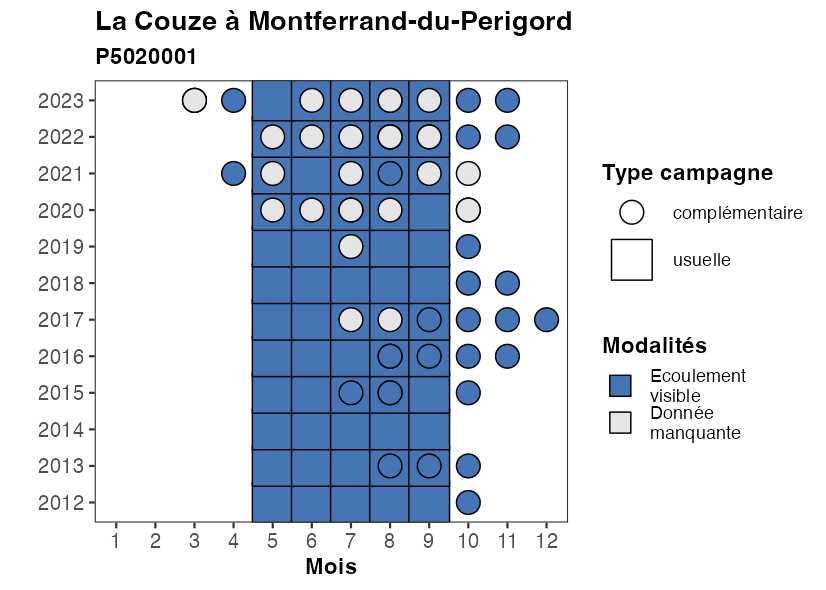 La Couze à Montferrand-du-Perigord
P5020001
2023
2022
2021
2020
2019
2018
2017
2016
2015
2014
2013
2012
1 2 3 4 5 6 7 8 9 10 11 12
Mois
Type campagne
complémentaire
usuelle
Modalités
Ecoulement
visible
Donnée
manquante